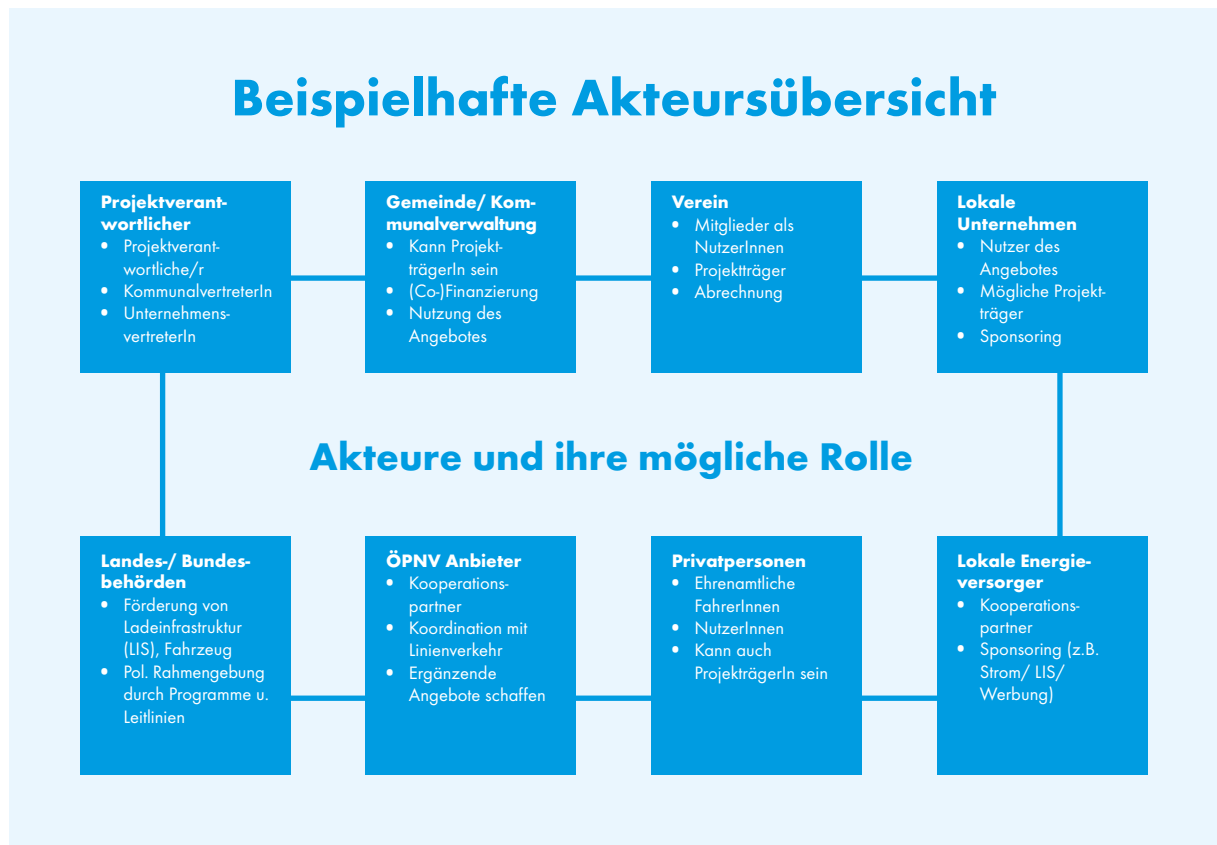 Beispielhafte Akteursübersicht
Projektverant-
wortlicher
• Projektverant-
wortliche/r
• KommunalvertreterIn
• Unternehmens-
vertreterIn
Gemeinde/ Kom-
munalverwaltung
• Kann Projekt-
trägerIn sein
• (Co-)Finanzierung
• Nutzung des
Angebotes
Verein
• Mitglieder als
NutzerInnen
• Projektträger
• Abrechnung
Lokale
Unternehmen
• Nutzer des
Angebotes
• Mögliche Projekt-
träger
• Sponsoring
Akteure und ihre mögliche Rolle
Landes-/ Bundes-
behörden
• Förderung von
Ladeinfrastruktur
(LIS), Fahrzeug
• Pol. Rahmengebung
durch Programme u.
Leitlinien
ÖPNV Anbieter
• Kooperations-
partner
• Koordination mit
Linienverkehr
• Ergänzende
Angebote schaffen
Privatpersonen
• Ehrenamtliche
FahrerInnen
• NutzerInnen
• Kann auch
ProjekträgerIn sein
Lokale Energie-
versorger
• Kooperations-
partner
• Sponsoring (z.B.
Strom/ LIS/
Werbung)